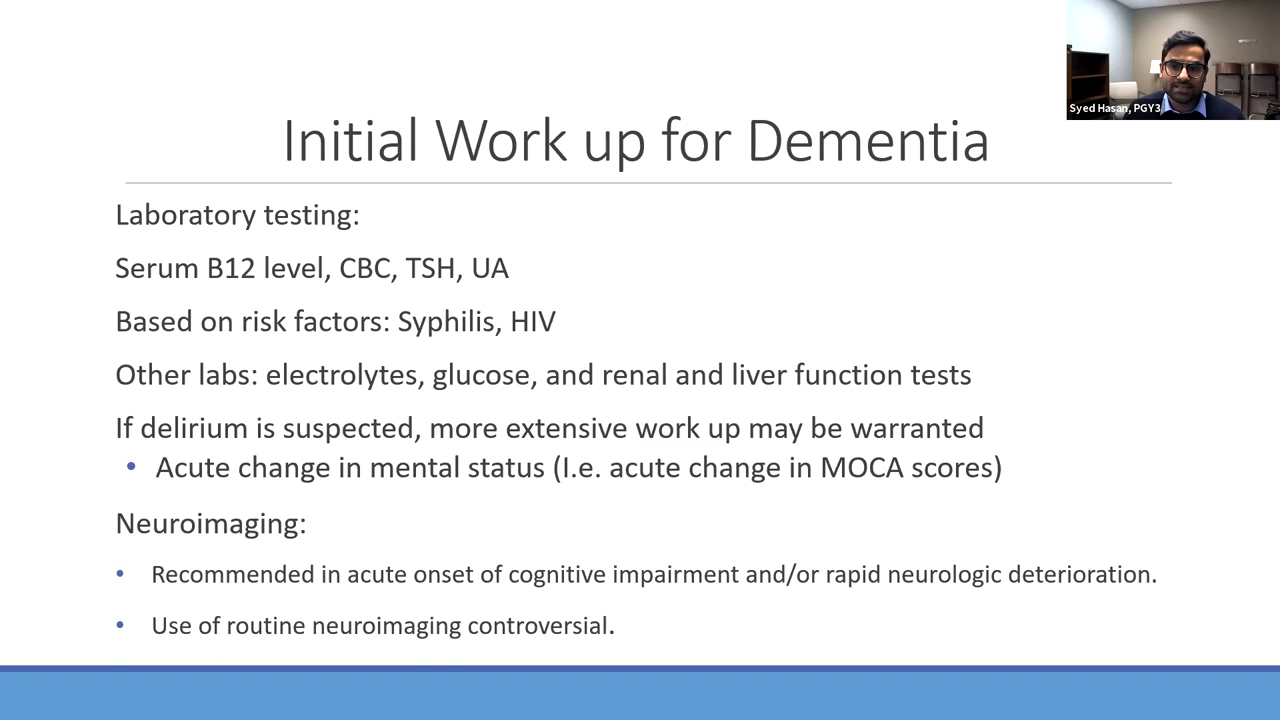 Syed Hasan, PGY3
Initial Work up for Dementia
Laboratory testing:
Serum B12 level, CBC, TSH, UA
Based on risk factors: Syphilis, HIV
Other labs: electrolytes, glucose, and renal and liver function tests
If delirium is suspected, more extensive work up may be warranted
• Acute change in mental status (I.e. acute change in MOCA scores)
Neuroimaging:
• Recommended in acute onset of cognitive impairment and/or rapid neurologic deterioration.
• Use of routine neuroimaging controversial.